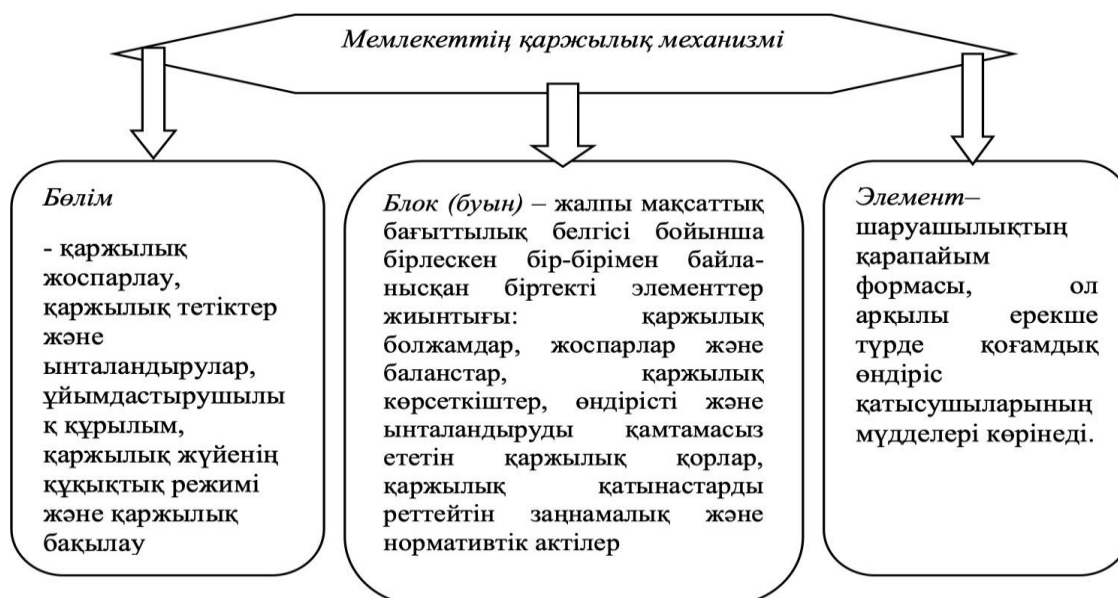 Мемлекеттің қаржылық механизмі
Бөлім
- қаржылық
жоспарлау,
қаржылық тетіктер
және
ынталандырулар,
ұйымдастырушылы
қ құрылым,
қаржылық жүйенің
құқықтық режимі
және қаржылық
бақылау
Блок (буын) – жалпы мақсаттық
бағыттылық белгісі бойынша
бірлескен бір-бірімен байла-
нысқан біртекті элементтер
жиынтығы: қаржылық
болжамдар, жоспарлар және
баланстар, қаржылық
көрсеткіштер, өндірісті және
ынталандыруды қамтамасыз
ететін қаржылық қорлар,
қаржылық қатынастарды
реттейтін заңнамалық және
нормативтік актілер
Элемент–
шаруашылықтың
қарапайым
формасы, ол
арқылы ерекше
түрде қоғамдық
өндіріс
қатысушыларының
мүдделері көрінеді.